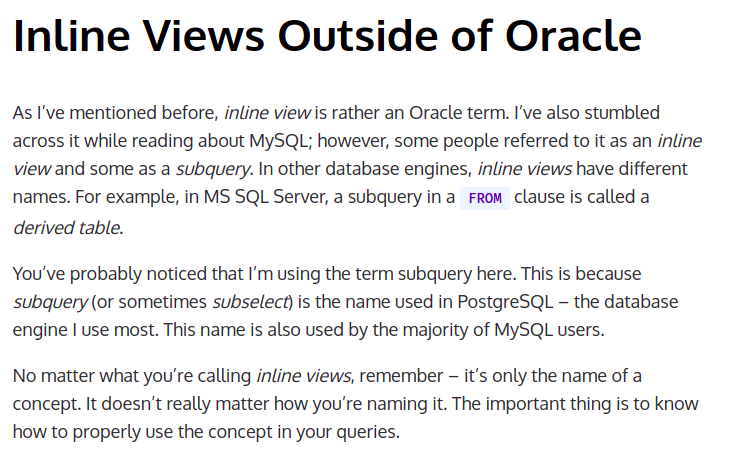 Inline Views Outside of Oracle
As I’ve mentioned before, inline view is rather an Oracle term. I’ve also stumbled
across it while reading about MySQL; however, some people referred to it as an inline
view and some as a subquery. In other database engines, inline views have different
names. For example, in MS SQL Server, a subquery in a FROM clause is called a
derived table.
You’ve probably noticed that I’m using the term subquery here. This is because
subquery (or sometimes subselect) is the name used in PostgreSQL – the database
engine I use most. This name is also used by the majority of MySQL users.
No matter what you’re calling inline views, remember – it’s only the name of a
concept. It doesn’t really matter how you’re naming it. The important thing is to know
how to properly use the concept in your queries.